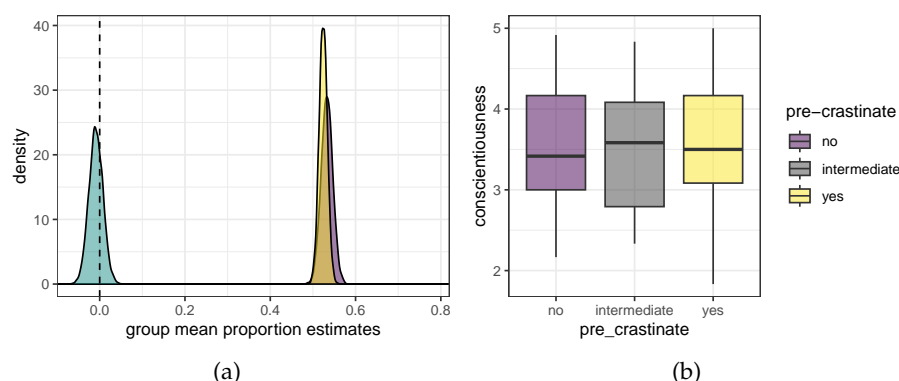 40
30
20
10
0
density
0.0 0.2 0.4 0.6 0.8
group mean proportion estimates
(a)
5
4
3
2
conscientiousness
no intermediate yes
pre_crastinate
(b)
pre−crastinate
no
intermediate
yes